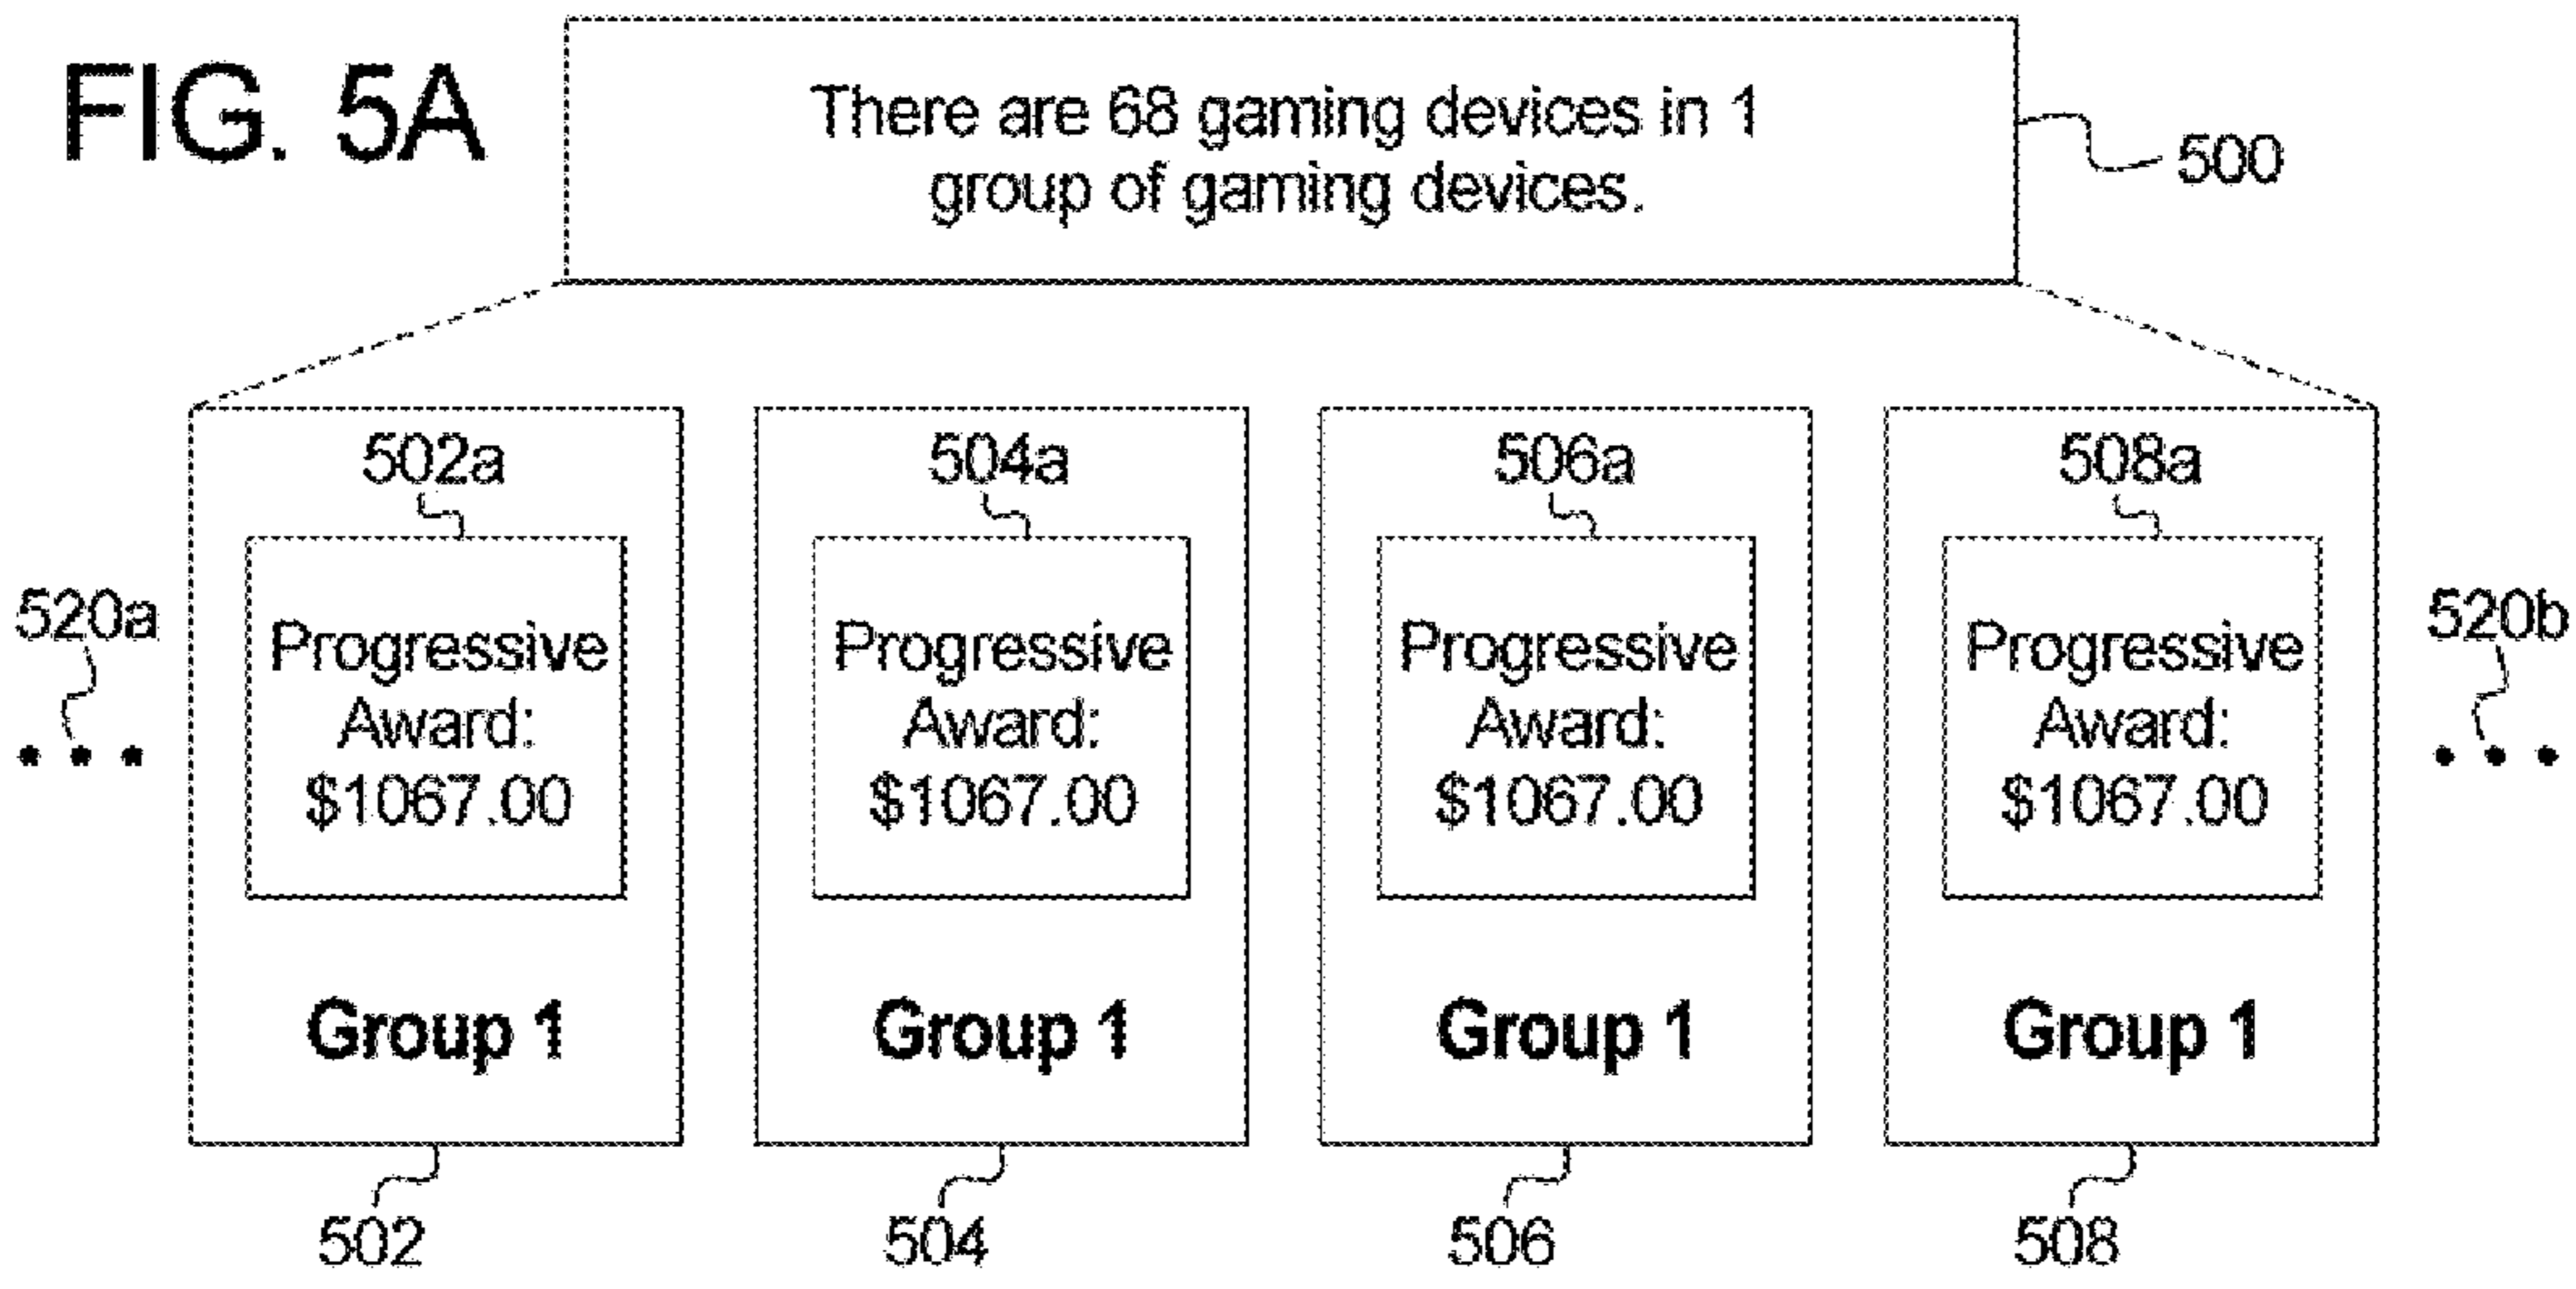 FIG. 5A
There are 68 gaming devices in 1
group of gaming devices.
500
502a
504a
506a
508a
520a
520b
Progressive
Award:
$1067.00
Group 1
Progressive
Award:
$1067.00
Group 1
Progressive
Award:
$1067.00
Group 1
Progressive
Award:
$1067.00
Group 1
502
504
506
508